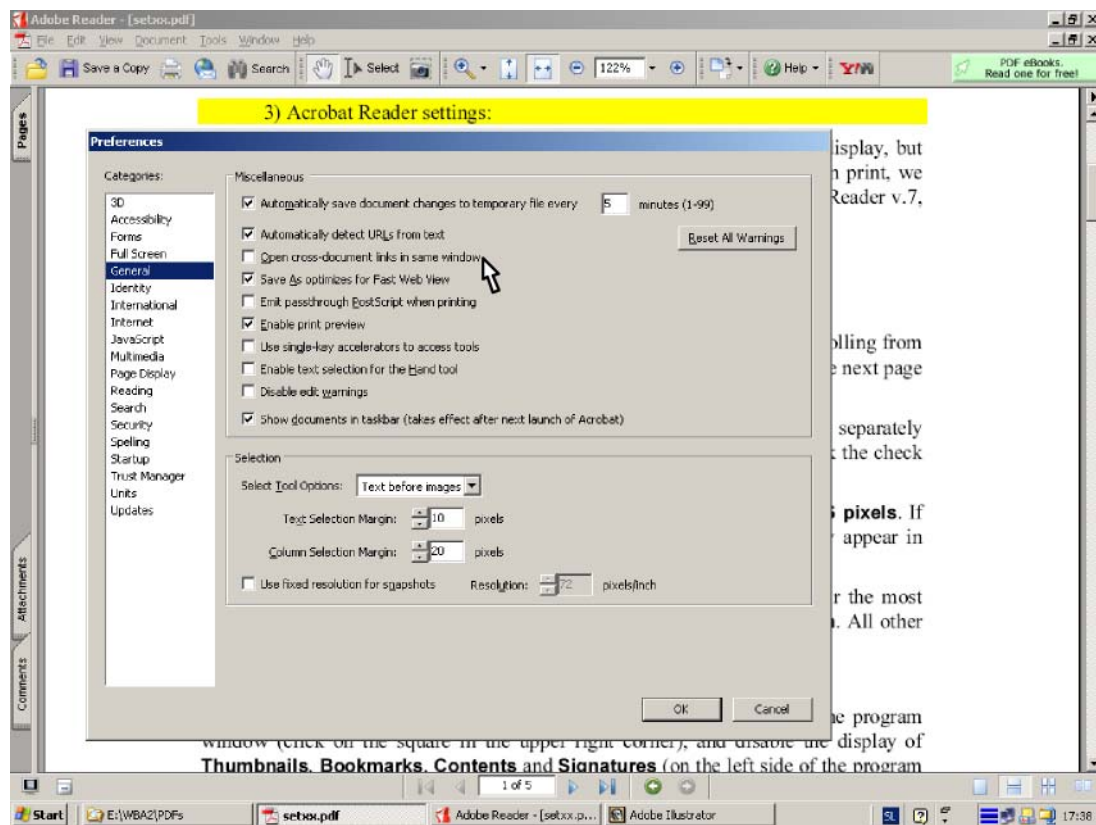 Adobe Reader - [setxx.pdf]
File Edit View Document Tools Window Help
Save a Copy Search Select 122% Help Y! PDF eBooks.
Read one for free!
Pages
3) Acrobat Reader settings:
Preferences
isplay, but
n print, we
Reader v.7,
Categories:
3D
Accessibility
Forms
Full Screen
General
Identity
International
Internet
JavaScript
Multimedia
Page Display
Reading
Search
Security
Spelling
Startup
Trust Manager
Units
Updates
Miscellaneous
Automatically save document changes to temporary file every 5 minutes (1-99)
Automatically detect URLs from text
Reset All Warnings
Open cross-document links in same window
Save As optimizes for Fast Web View
Emit passthrough PostScript when printing
Enable print preview
Use single-key accelerators to access tools
Enable text selection for the Hand tool
Disable edit warnings
Show documents in taskbar (takes effect after next launch of Acrobat)
Selection
Select Tool Options: Text before images
Text Selection Margin: 10 pixels
Column Selection Margin: 20 pixels
Use fixed resolution for snapshots Resolution: 72 pixels/inch
OK Cancel
olling from
e next page
separately
the check
pixels. If
appear in
r the most
. All other
Attachments
Comments
he program
window (click on the square in the upper right corner), and disable the display of
Thumbnails, Bookmarks, Contents and Signatures (on the left side of the program
1 of 5
Start E:\WBA2\PDFs setxx.pdf Adobe Reader - [setxx.p... Adobe Illustrator SL 17:38